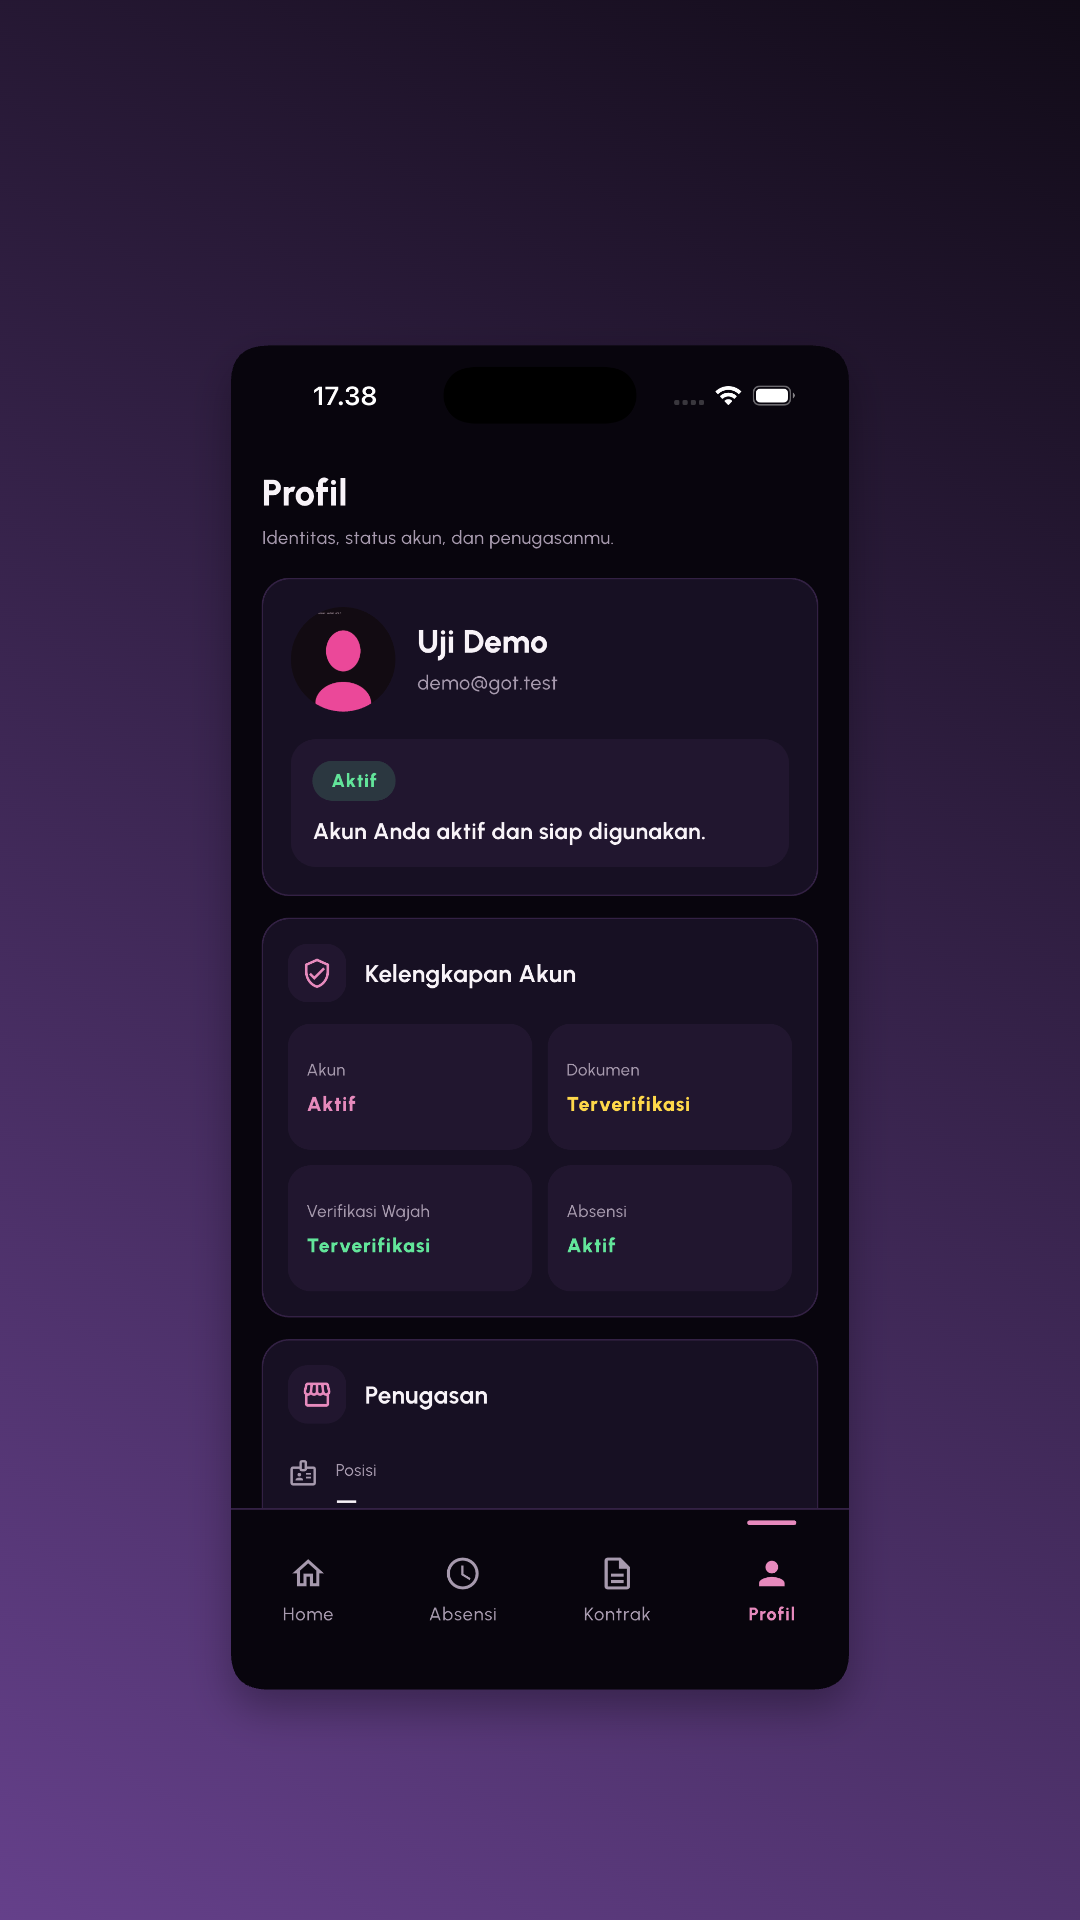 17.38
Profil
Identitas, status akun, dan penugasanmu.
Uji Demo
demo@got.test
Aktif
Akun Anda aktif dan siap digunakan.
Kelengkapan Akun
Akun
Aktif
Dokumen
Terverifikasi
Verifikasi Wajah
Terverifikasi
Absensi
Aktif
Penugasan
Posisi
—
Home
Absensi
Kontrak
Profil